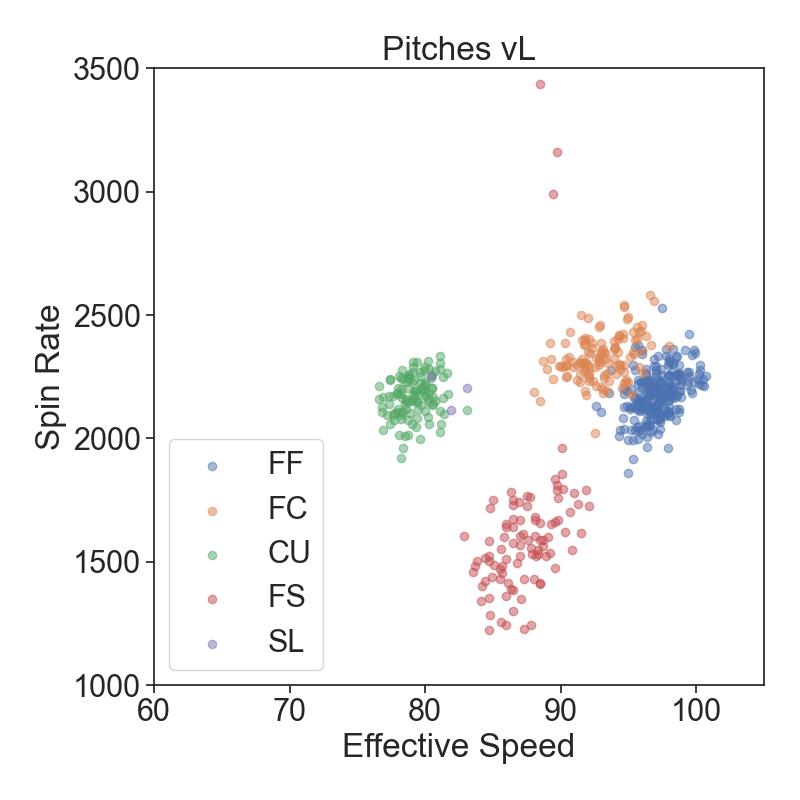 Pitches vL
3500
3000
2500
2000
1500
1000
Spin Rate
FF
FC
CU
FS
SL
60 70 80 90 100
Effective Speed